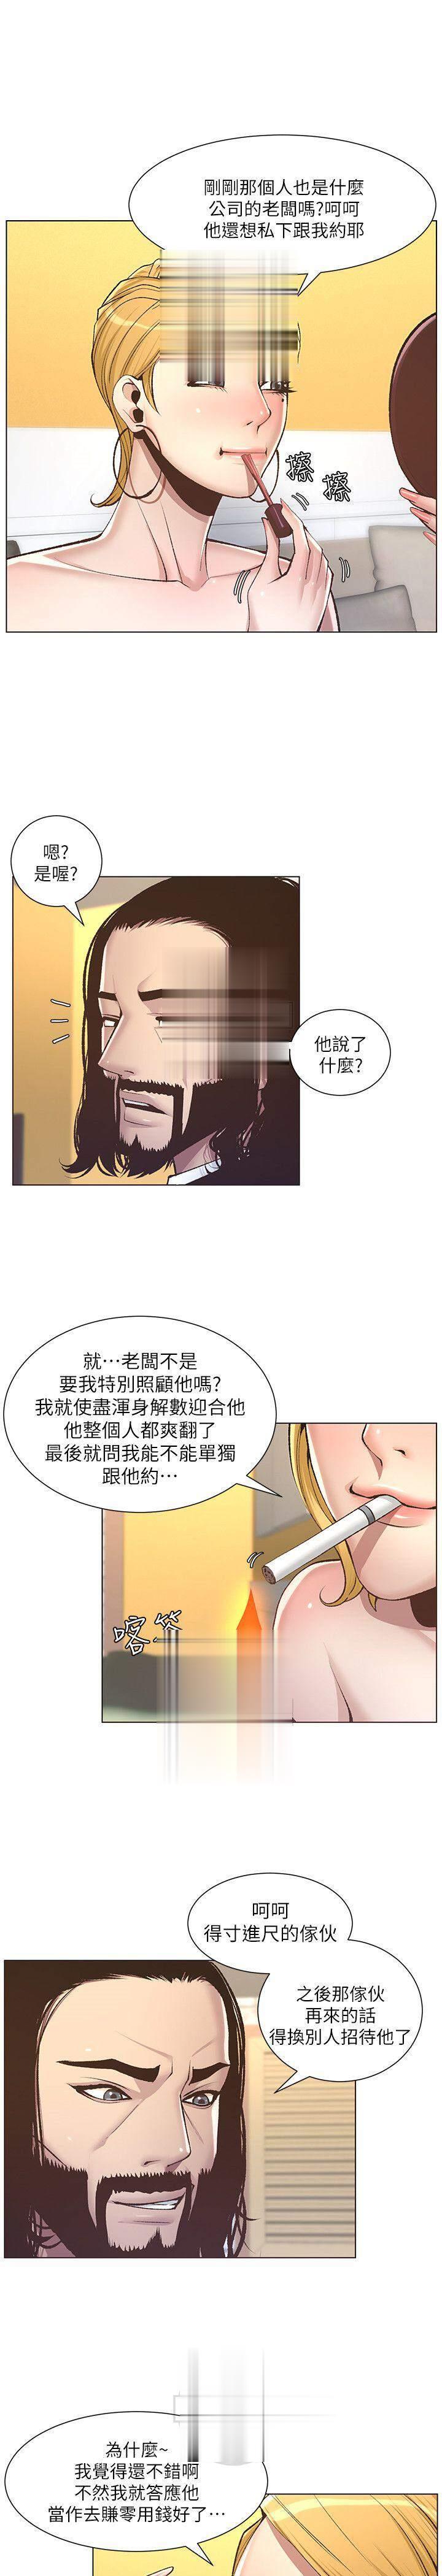 剛剛那個人也是什麼
公司的老闆嗎?呵呵
他還想私下跟我約耶
擦
擦
嗯?
是喔?
他說了
什麼?
就…老闆不是
要我特別照顧他嗎?
我就使盡渾身解數迎合他
他整個人都爽翻了
最後就問我能不能單獨
跟他約…
喀
呵呵
得寸進尺的傢伙
之後那傢伙
再來的話
得換別人招待他了
為什麼~
我覺得還不錯啊
不然我就答應他
當作去賺零用錢好了…